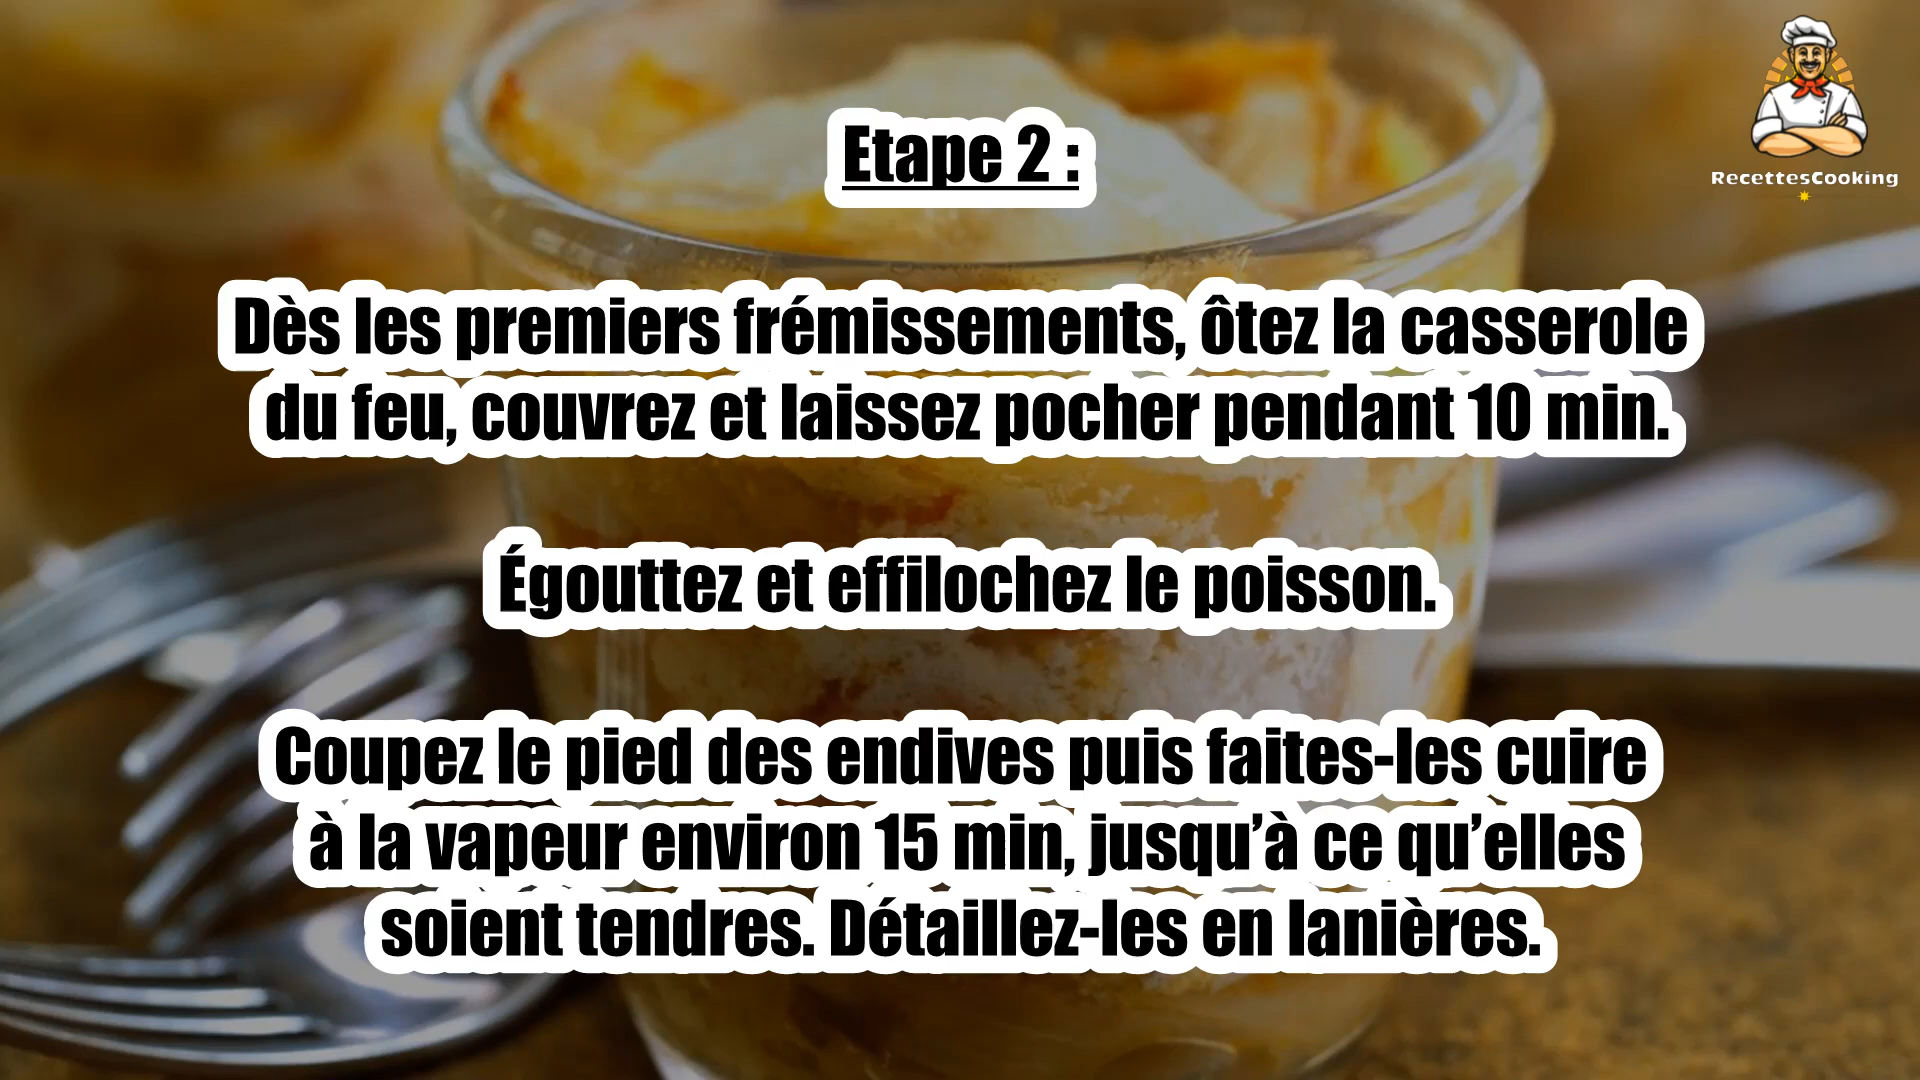 RecettesCooking
Etape 2 :
Dès les premiers frémissements, ôtez la casserole
du feu, couvrez et laissez pocher pendant 10 min.
Égouttez et effilochez le poisson.
Coupez le pied des endives puis faites-les cuire
à la vapeur environ 15 min, jusqu’à ce qu’elles
soient tendres. Détaillez-les en lanières.